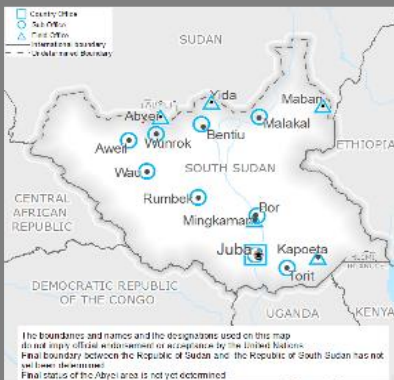 Country Office
Sub Office
Field Office
International boundary
Undetermined Boundary
SUDAN
Yida
Maban
Abyei
Malakal
Bentiu
Wunrok
Aweil
ETHIOPIA
Wau
SOUTH SUDAN
CENTRAL
AFRICAN
REPUBLIC
Rumbek
Bor
Mingkaman
Juba
Kapoeta
Torit
DEMOCRATIC REPUBLIC
OF THE CONGO
UGANDA
KENYA
The boundaries and names and the designations used on this map
do not imply official endorsement or acceptance by the United Nations.
Final boundary between the Republic of Sudan and the Republic of South Sudan has not
yet been determined
Final status of the Abyei area is not yet determined